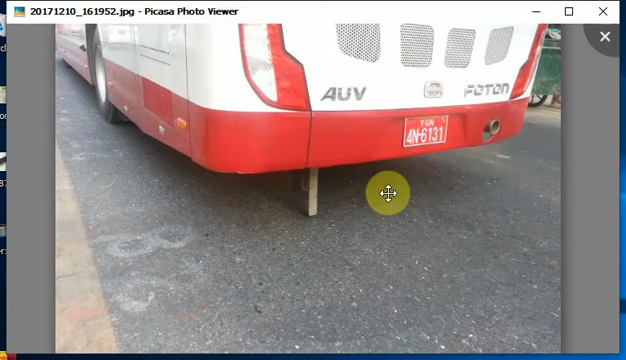 20171210_161952.jpg - Picasa Photo Viewer
AUV
FOTON
YGN
4N-6131